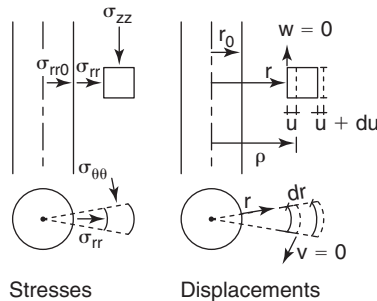 σzz
σrr0 σrr
σθθ
σrr
Stresses
w = 0
r0
r
u u + du
ρ
r dr
v = 0
Displacements